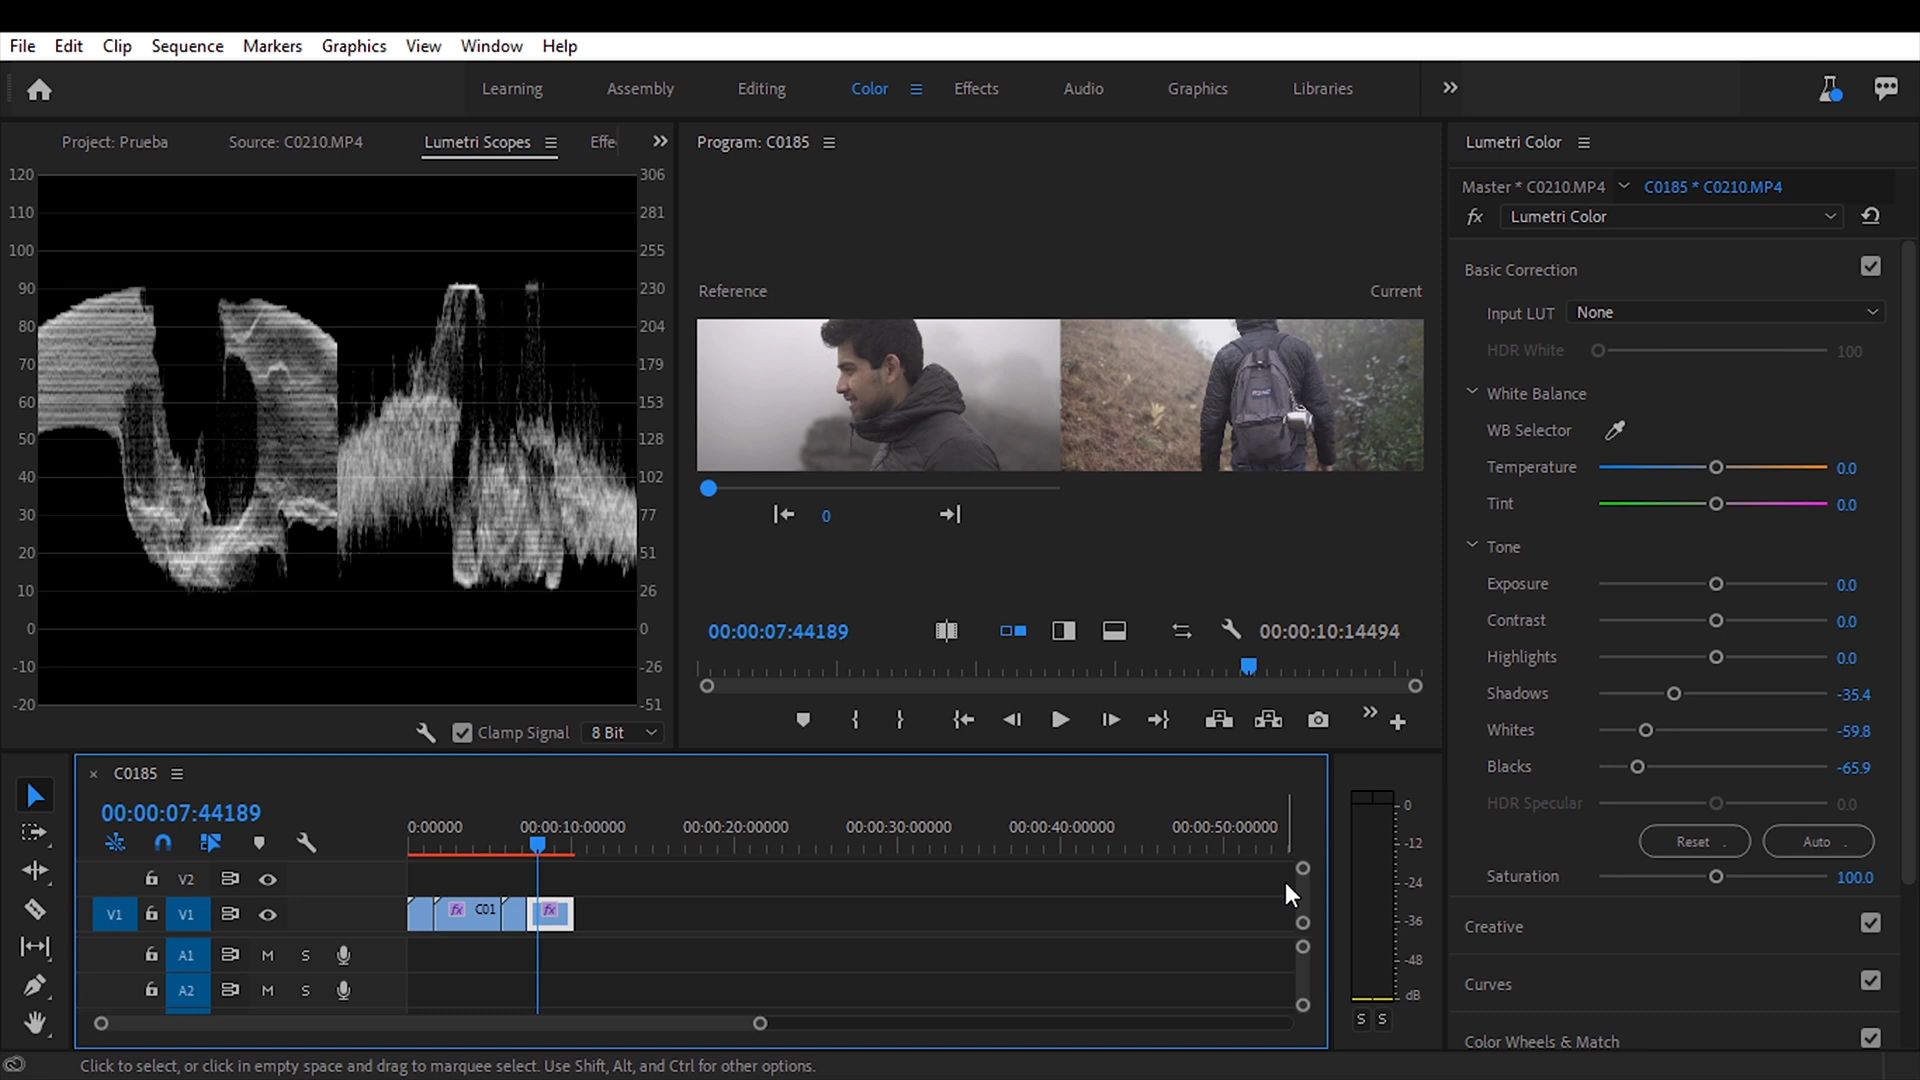 File Edit Clip Sequence Markers Graphics View Window Help
Learning Assembly Editing Color Effects Audio Graphics Libraries
Project: Prueba Source: C0210.MP4 Lumetri Scopes Effe
Program: C0185
Lumetri Color
Master * C0210.MP4 C0185 * C0210.MP4
fx Lumetri Color
Basic Correction
Input LUT None
HDR White 100
White Balance
WB Selector
Temperature 0.0
Tint 0.0
Tone
Exposure 0.0
Contrast 0.0
Highlights 0.0
Shadows -35.4
Whites -59.8
Blacks -65.9
HDR Specular 0.0
Reset Auto
Saturation 100.0
Creative
Curves
Color Wheels & Match
120 306
110 281
100 255
90 230
80 204
70 179
60 153
50 128
40 102
30 77
20 51
10 26
0 0
-10 -26
-20 -51
Clamp Signal 8 Bit
Reference Current
0
00:00:07:44189 00:00:10:14494
C0185
00:00:07:44189
0:00000 00:00:10:00000 00:00:20:00000 00:00:30:00000 00:00:40:00000 00:00:50:00000
V2
V1 V1 fx C01 fx
A1 M S
A2 M S
0
-12
-24
-36
-48
dB
S S
Click to select, or click in empty space and drag to marquee select. Use Shift, Alt, and Ctrl for other options.